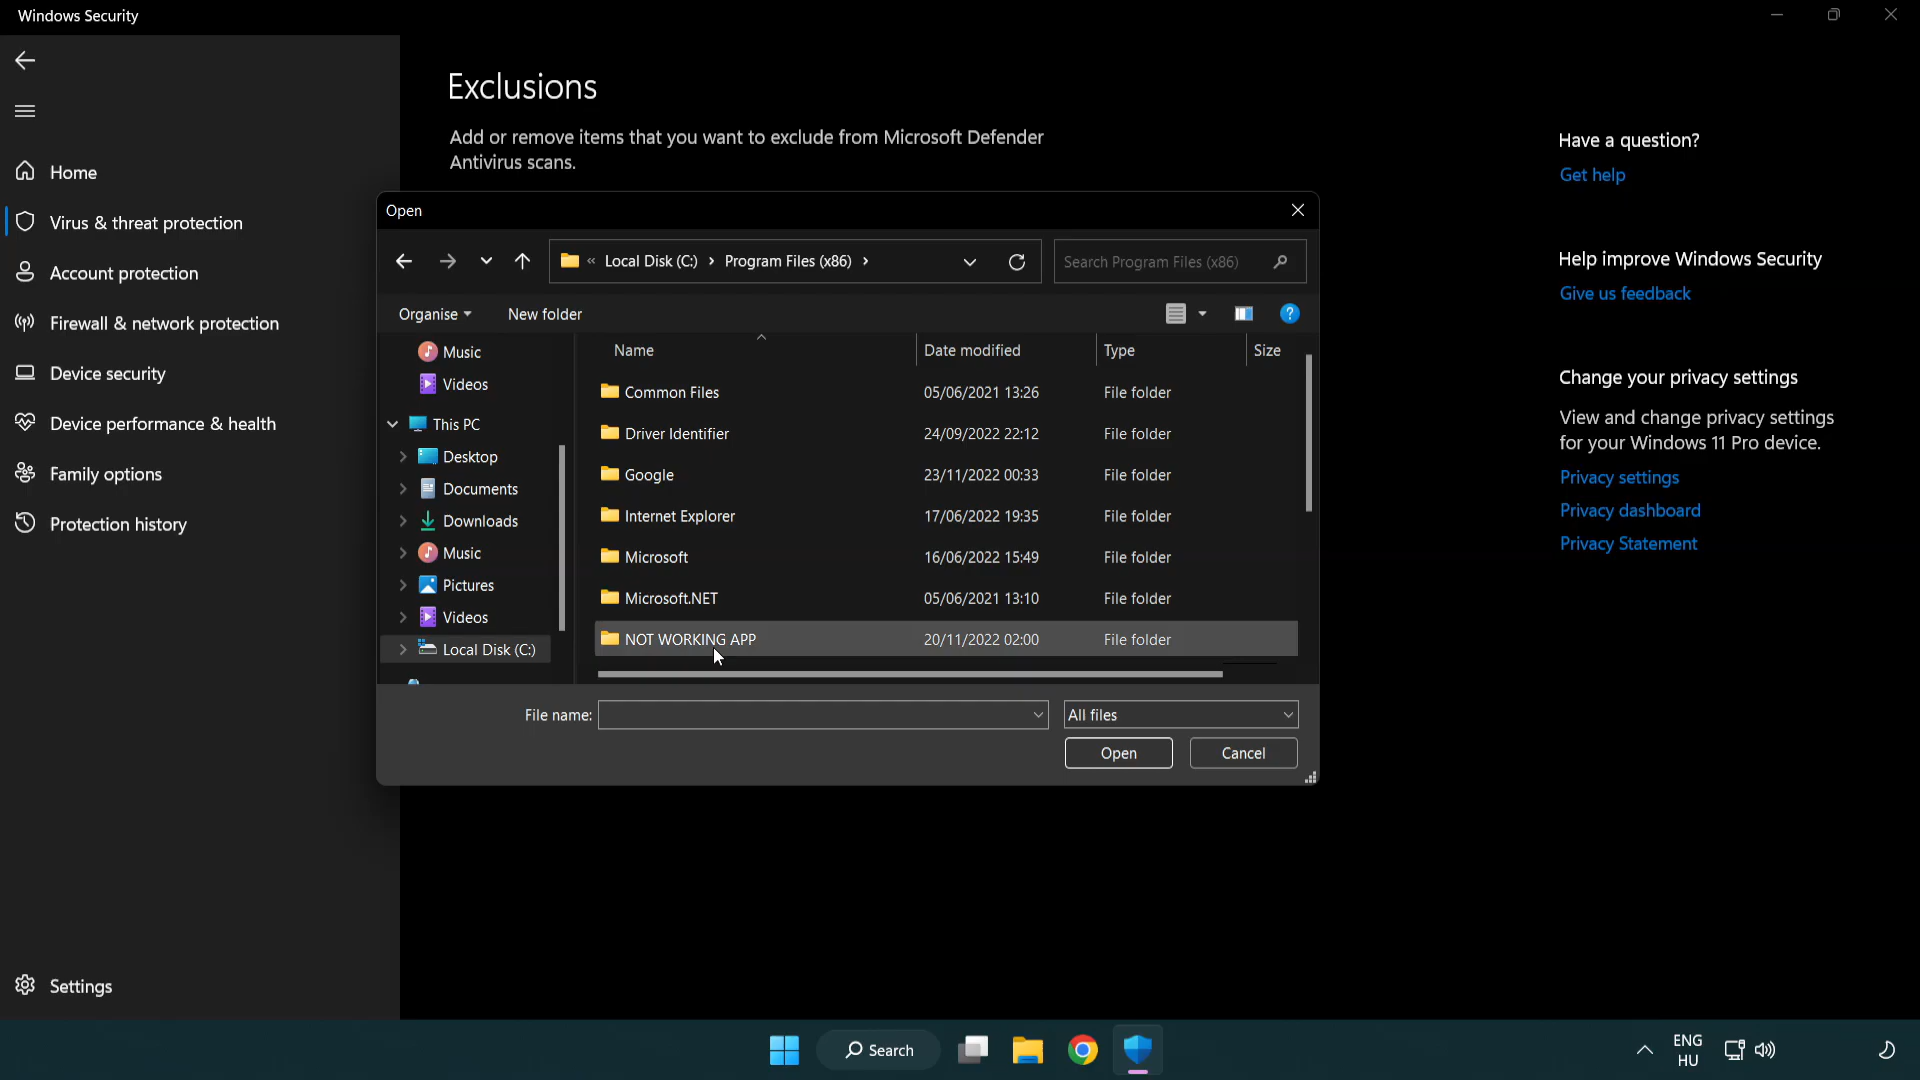 Windows Security
Home
Virus & threat protection
Account protection
Firewall & network protection
Device security
Device performance & health
Family options
Protection history
Settings
Exclusions
Add or remove items that you want to exclude from Microsoft Defender
Antivirus scans.
Open
« Local Disk (C:) > Program Files (x86) >
Search Program Files (x86)
Organise
New folder
?
Music
Videos
This PC
Desktop
Documents
Downloads
Music
Pictures
Videos
Local Disk (C:)
Name Date modified Type Size
Common Files 05/06/2021 13:26 File folder
Driver Identifier 24/09/2022 22:12 File folder
Google 23/11/2022 00:33 File folder
Internet Explorer 17/06/2022 19:35 File folder
Microsoft 16/06/2022 15:49 File folder
Microsoft.NET 05/06/2021 13:10 File folder
NOT WORKING APP 20/11/2022 02:00 File folder
File name:
All files
Open
Cancel
Have a question?
Get help
Help improve Windows Security
Give us feedback
Change your privacy settings
View and change privacy settings
for your Windows 11 Pro device.
Privacy settings
Privacy dashboard
Privacy Statement
Search
ENG
HU